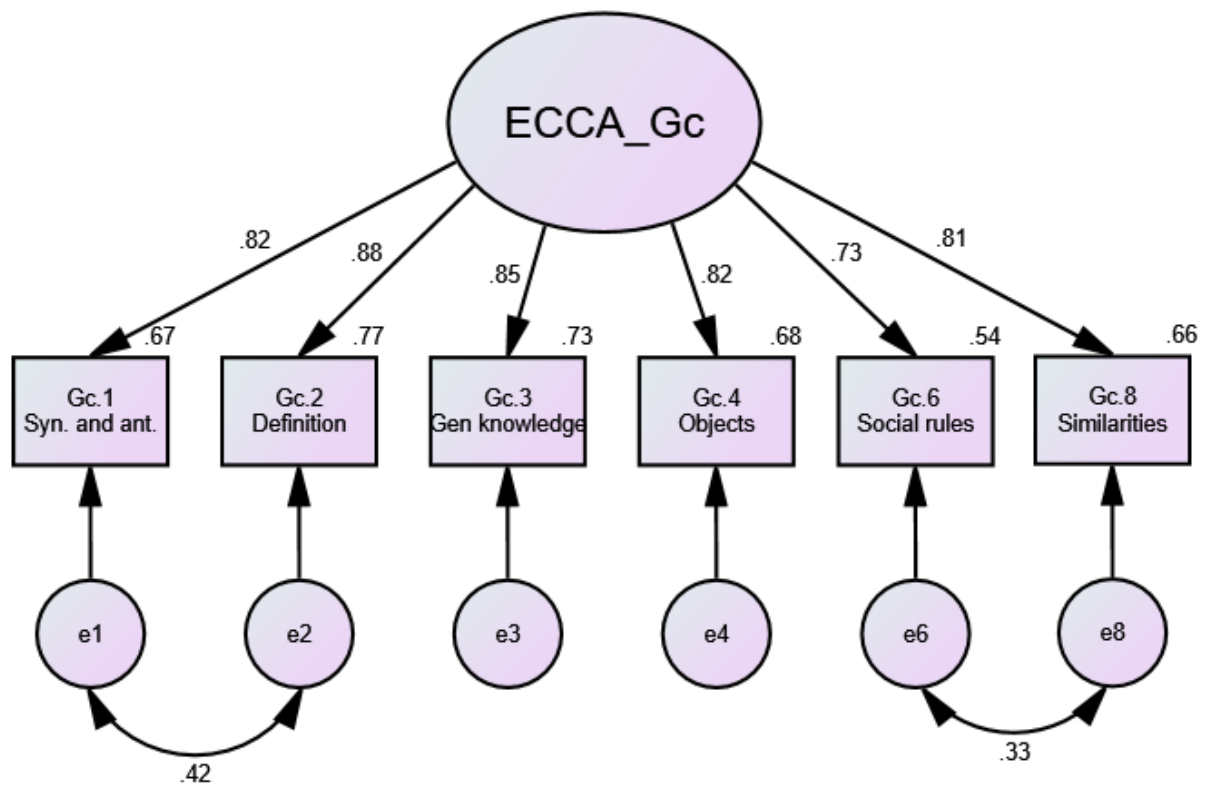 ECCA_Gc
.82
.88
.85
.82
.73
.81
.67
.77
.73
.68
.54
.66
Gc.1
Syn. and ant.
Gc.2
Definition
Gc.3
Gen knowledge
Gc.4
Objects
Gc.6
Social rules
Gc.8
Similarities
e1
e2
e3
e4
e6
e8
.42
.33